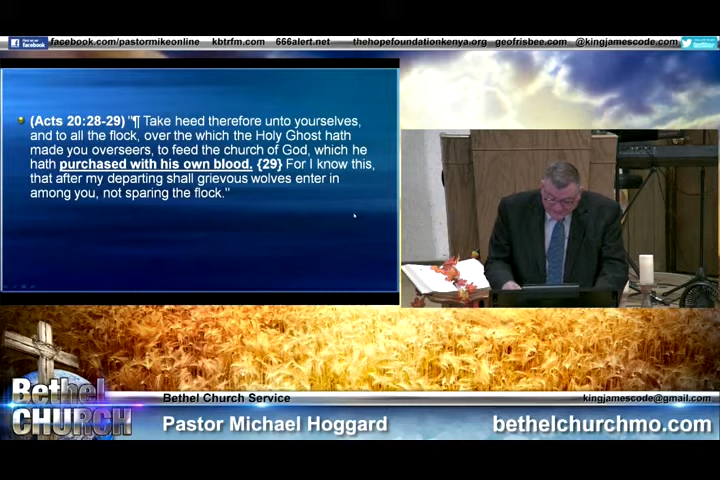 facebook.com/pastormikeonline kbtrfm.com 666alert.net thehopefoundationkenya.org geofrisbee.com @kingjamescode.com
(Acts 20:28-29) "¶ Take heed therefore unto yourselves,
and to all the flock, over the which the Holy Ghost hath
made you overseers, to feed the church of God, which he
hath purchased with his own blood. {29} For I know this,
that after my departing shall grievous wolves enter in
among you, not sparing the flock."
Bethel
CHURCH
Bethel Church Service kingjamescode@gmail.com
Pastor Michael Hoggard bethelchurchmo.com